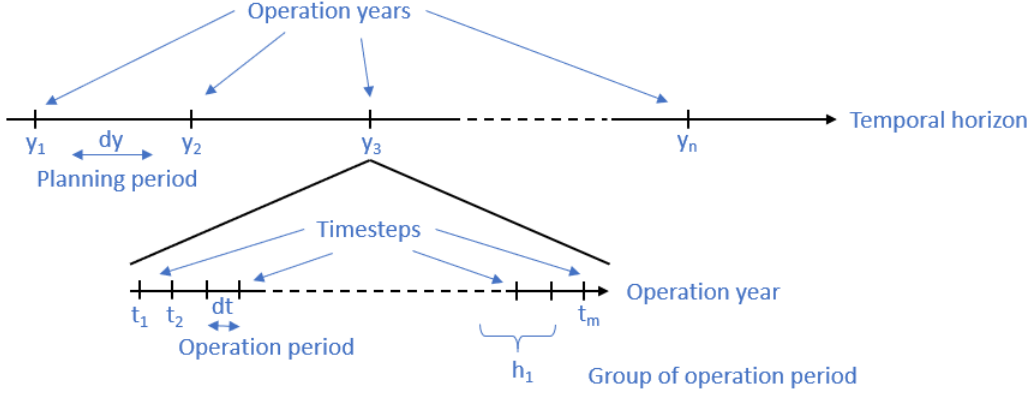 Operation years
Temporal horizon
y1 dy y2 y3 yn
Planning period
Timesteps
Operation year
t1 t2 dt tm
Operation period
h1
Group of operation period